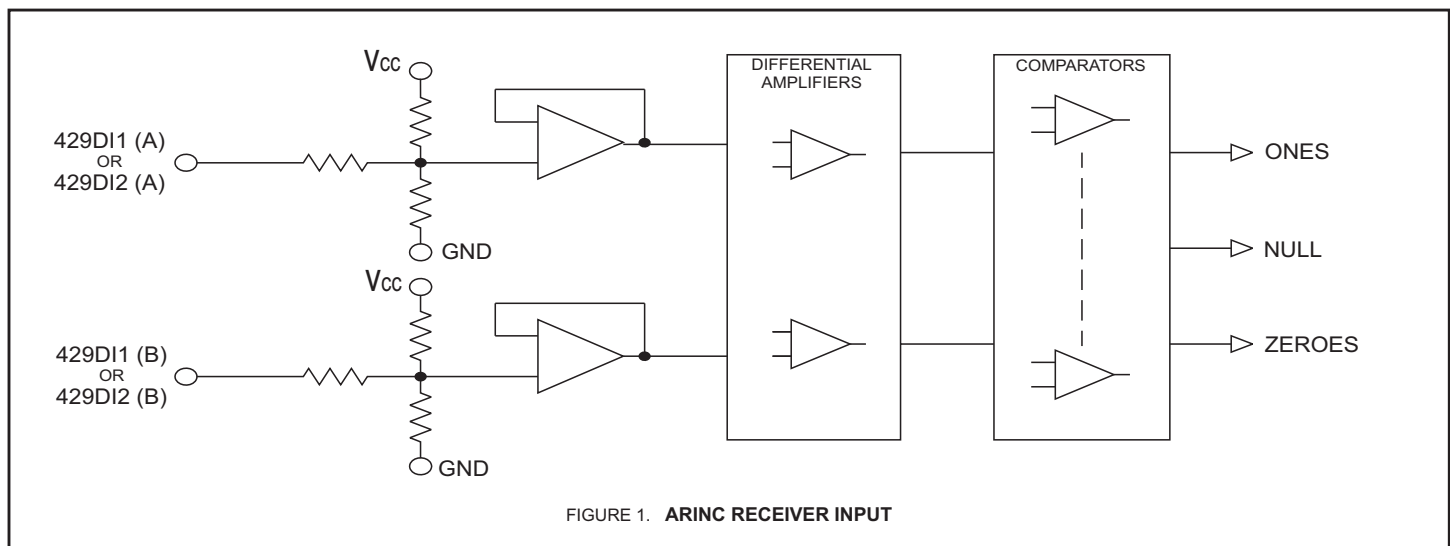 Vcc
429DI1 (A)
OR
429DI2 (A)
GND
Vcc
429DI1 (B)
OR
429DI2 (B)
GND
DIFFERENTIAL
AMPLIFIERS
COMPARATORS
ONES
NULL
ZEROES
FIGURE 1. ARINC RECEIVER INPUT